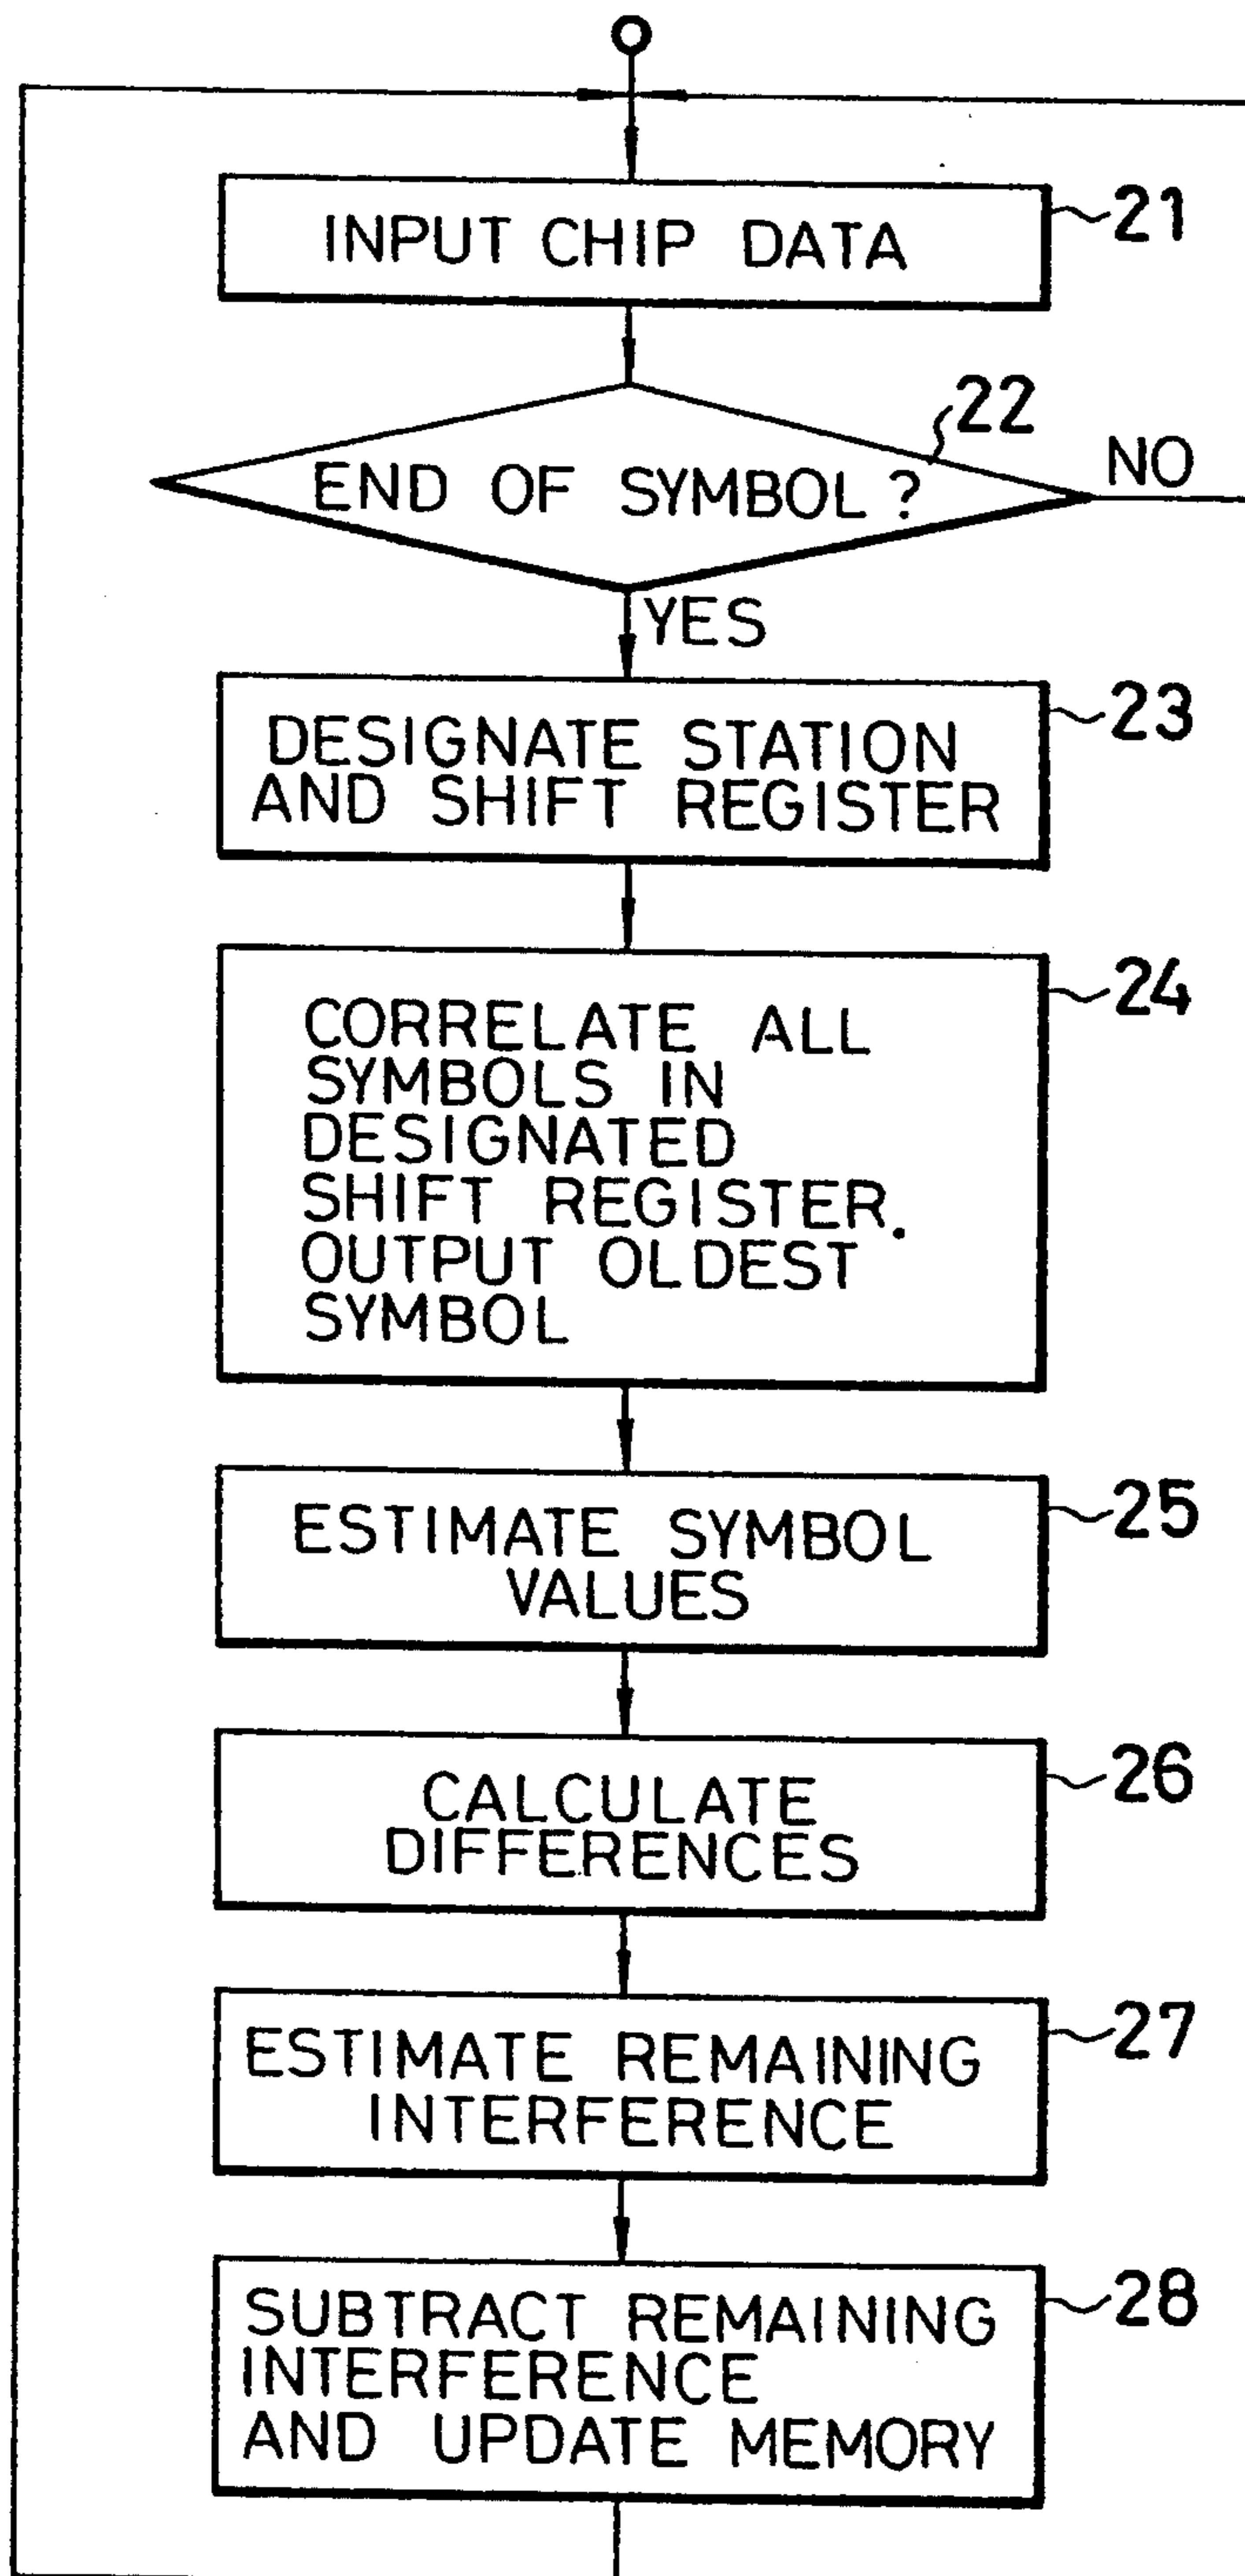 INPUT CHIP DATA
21
END OF SYMBOL?
22
NO
YES
DESIGNATE STATION
AND SHIFT REGISTER
23
CORRELATE ALL
SYMBOLS IN
DESIGNATED
SHIFT REGISTER.
OUTPUT OLDEST
SYMBOL
24
ESTIMATE SYMBOL
VALUES
25
CALCULATE
DIFFERENCES
26
ESTIMATE REMAINING
INTERFERENCE
27
SUBTRACT REMAINING
INTERFERENCE
AND UPDATE MEMORY
28